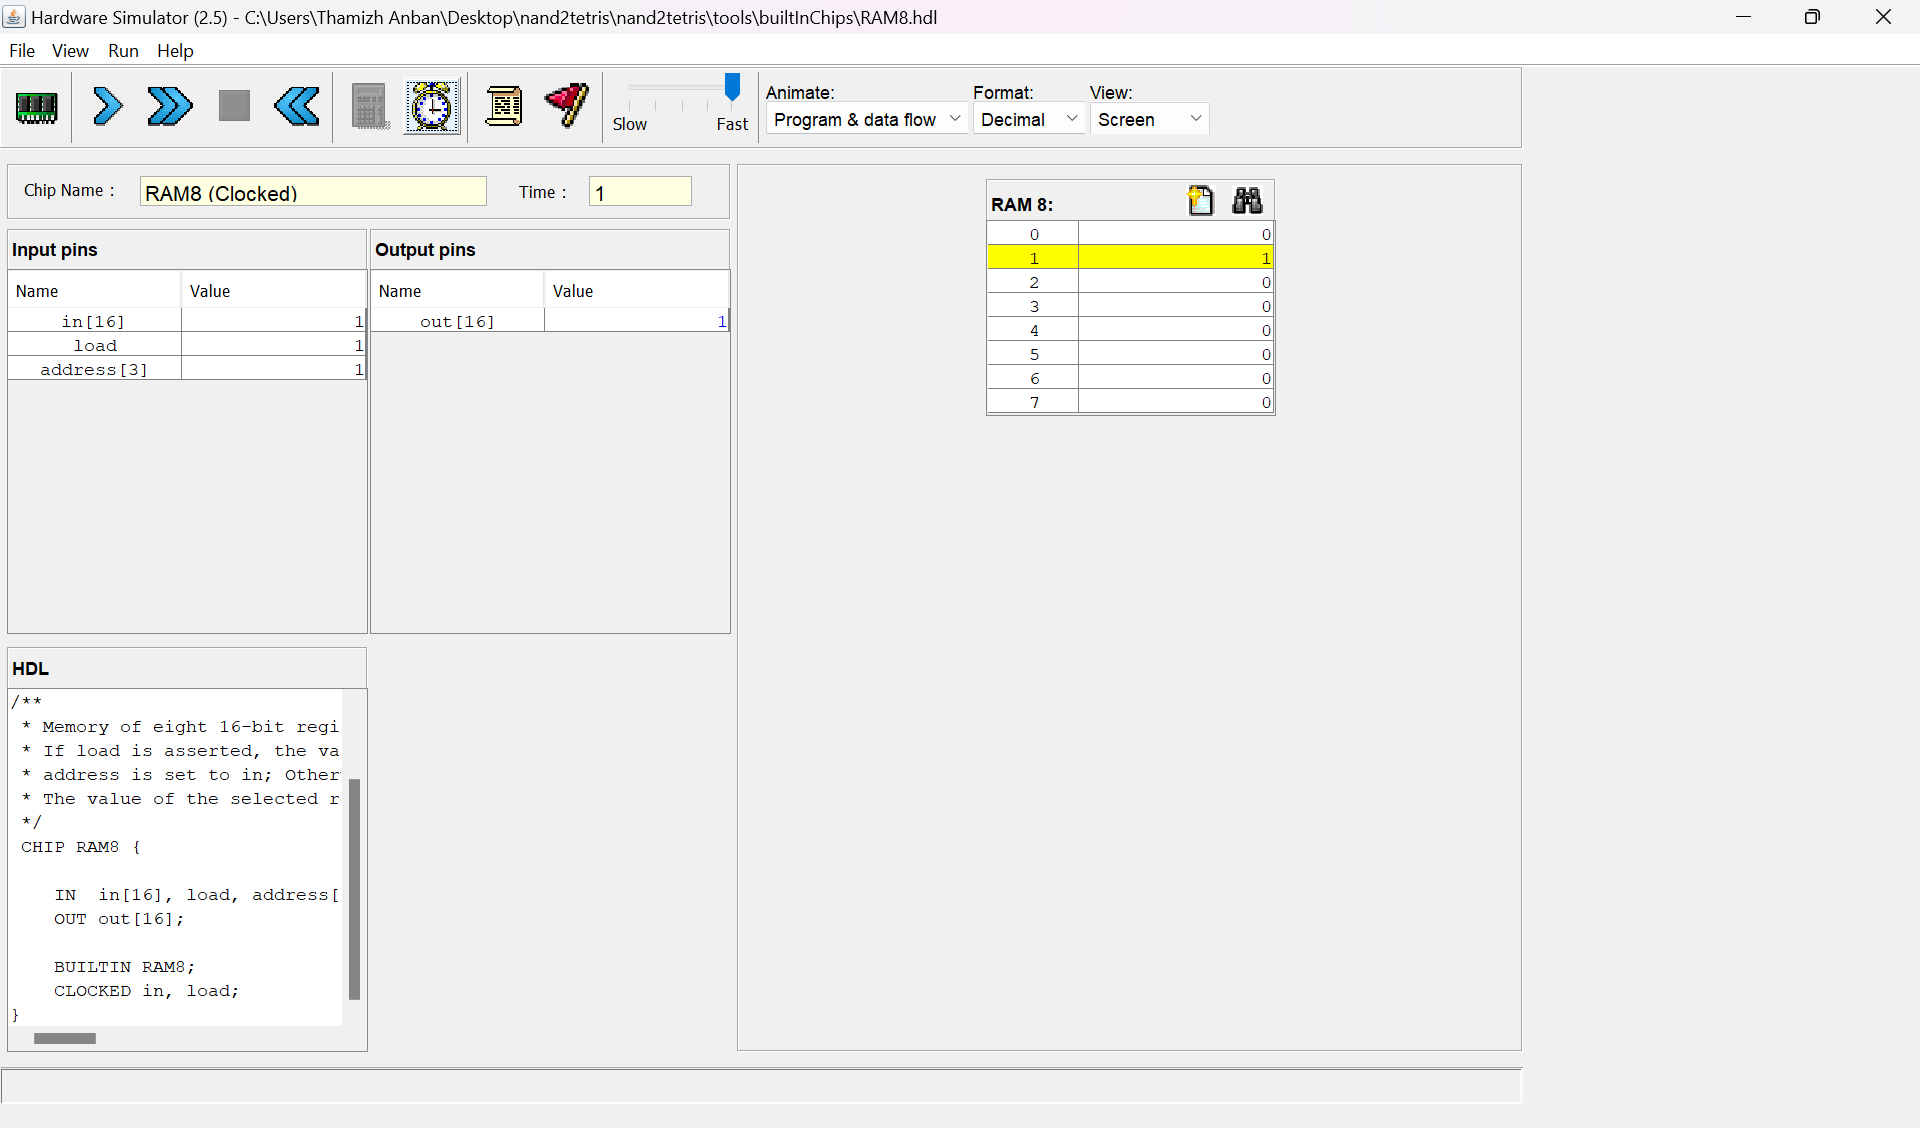 Hardware Simulator (2.5) - C:\Users\Thamizh Anban\Desktop\nand2tetris\nand2tetris\tools\builtInChips\RAM8.hdl
File View Run Help
Slow Fast
Animate: Format: View:
Program & data flow Decimal Screen
Chip Name : RAM8 (Clocked) Time : 1
Input pins
Name Value
in[16] 1
load 1
address[3] 1
Output pins
Name Value
out[16] 1
RAM 8:
0 0
1 1
2 0
3 0
4 0
5 0
6 0
7 0
HDL
/**
* Memory of eight 16-bit regi
* If load is asserted, the va
* address is set to in; Other
* The value of the selected r
*/
CHIP RAM8 {
IN in[16], load, address[
OUT out[16];
BUILTIN RAM8;
CLOCKED in, load;
}